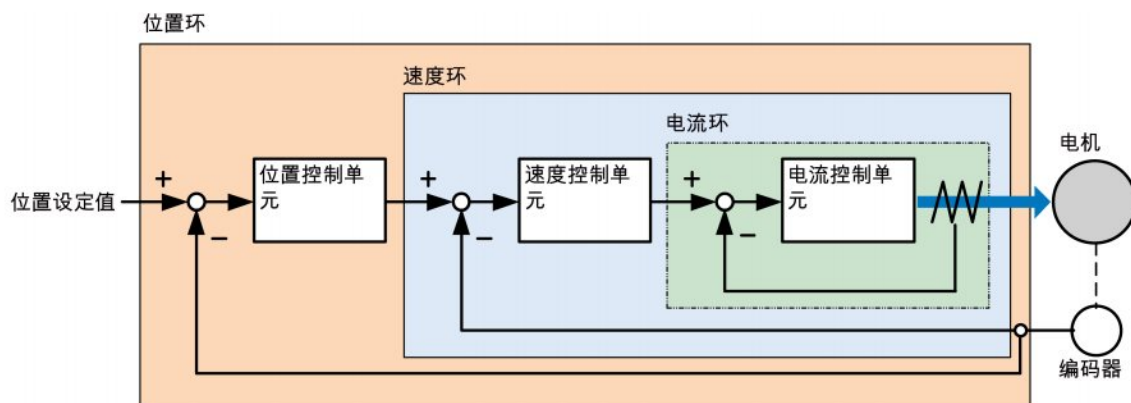 位置环
速度环
电流环
电机
位置设定值
+
−
位置控制单
元
+
−
速度控制单
元
+
−
电流控制单
元
编码器